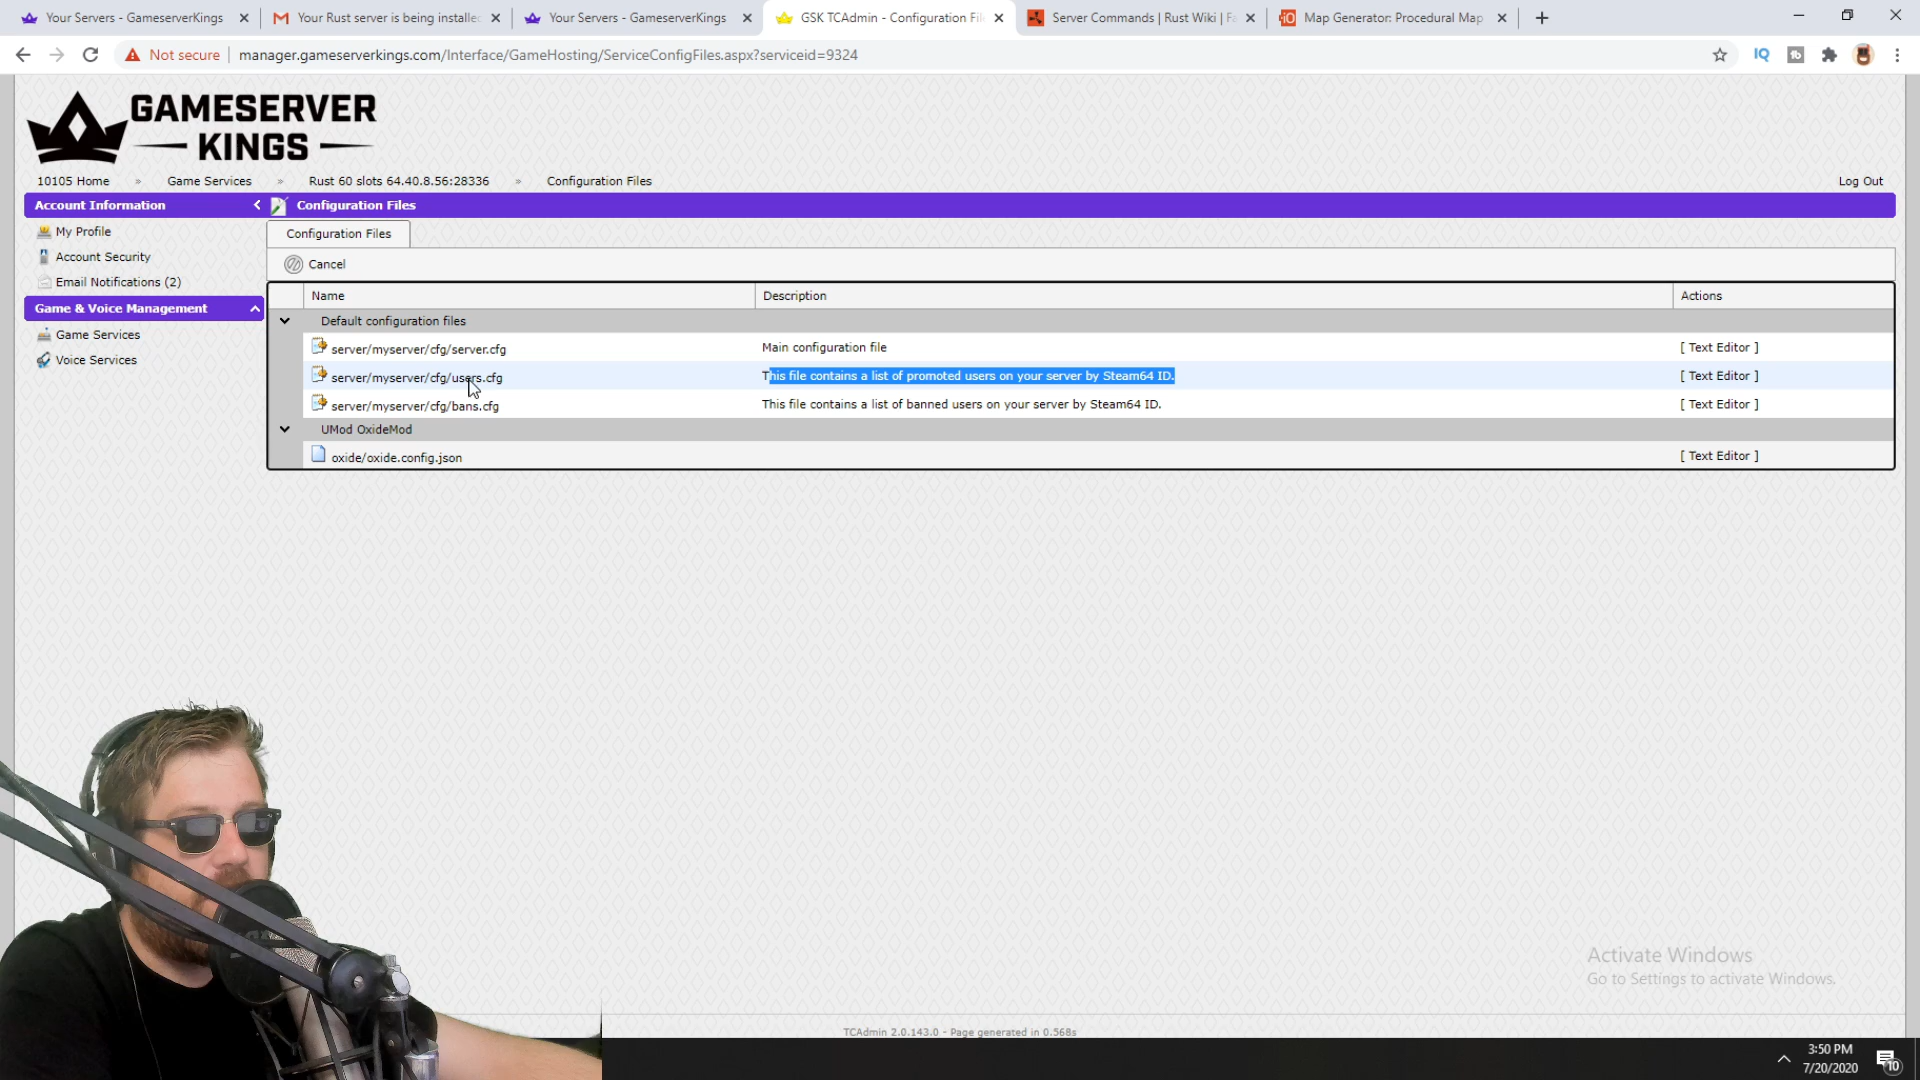 Your Servers - GameserverKings
Your Rust server is being installe
Your Servers - GameserverKings
GSK TCAdmin - Configuration Fil
Server Commands | Rust Wiki | Fa
Map Generator: Procedural Map
Not secure
manager.gameserverkings.com/Interface/GameHosting/ServiceConfigFiles.aspx?serviceid=9324
IQ
GAMESERVER
KINGS
10105 Home » Game Services » Rust 60 slots 64.40.8.56:28336 » Configuration Files
Log Out
Account Information
Configuration Files
My Profile
Configuration Files
Account Security
Cancel
Email Notifications (2)
Name Description Actions
Game & Voice Management
Default configuration files
Game Services
server/myserver/cfg/server.cfg Main configuration file [ Text Editor ]
Voice Services
server/myserver/cfg/users.cfg This file contains a list of promoted users on your server by Steam64 ID. [ Text Editor ]
server/myserver/cfg/bans.cfg This file contains a list of banned users on your server by Steam64 ID. [ Text Editor ]
UMod OxideMod
oxide/oxide.config.json [ Text Editor ]
Activate Windows
Go to Settings to activate Windows.
TCAdmin 2.0.143.0 - Page generated in 0.568s
3:50 PM
7/20/2020
10